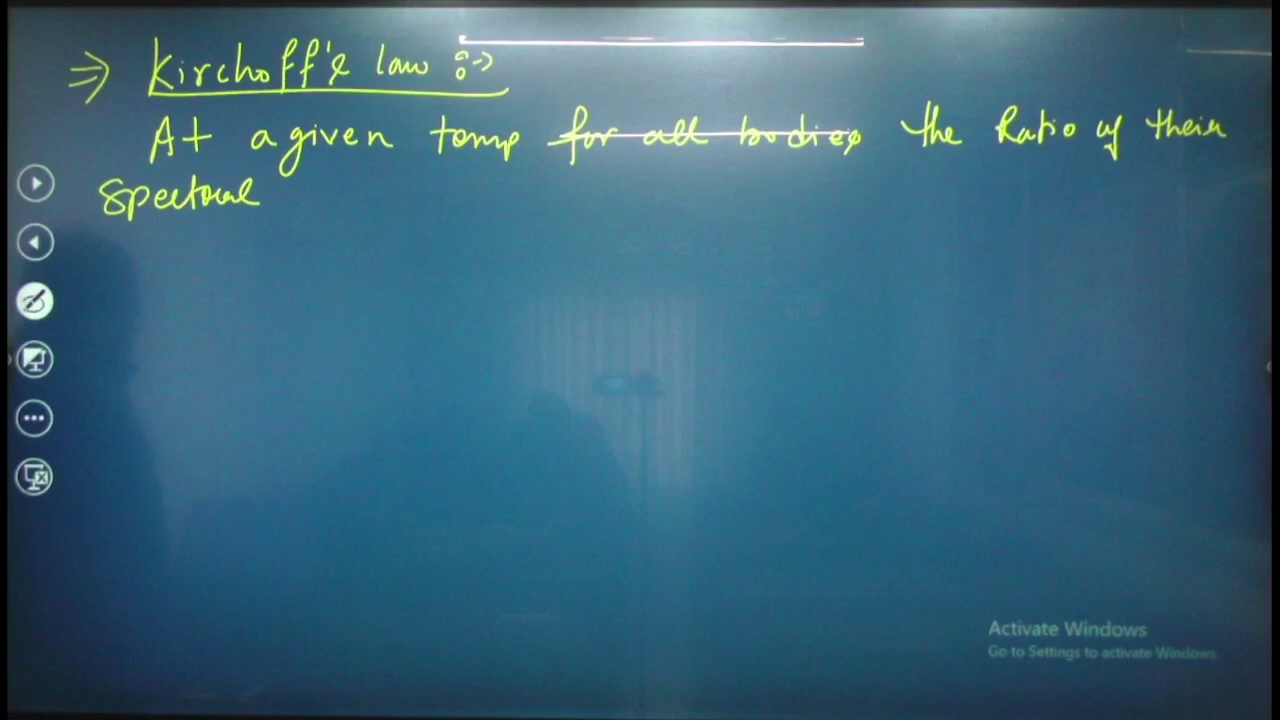 ⇒ Kirchoff's law :->
At a given temp for all bodies the Ratio of their
Spectral
Activate Windows
Go to Settings to activate Windows.